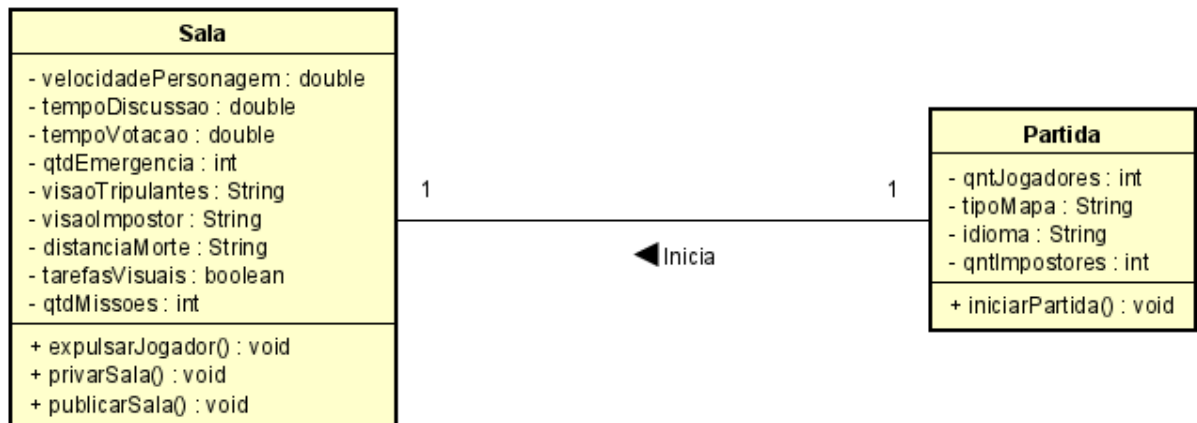 Sala
- velocidadePersonagem : double
- tempoDiscussao : double
- tempoVotacao : double
- qtdEmergencia : int
- visaoTripulantes : String
- visaoImpostor : String
- distanciaMorte : String
- tarefasVisuais : boolean
- qtdMissoes : int
+ expulsarJogador() : void
+ privarSala() : void
+ publicarSala() : void
1
1
Inicia
Partida
- qntJogadores : int
- tipoMapa : String
- idioma : String
- qntImpostores : int
+ iniciarPartida() : void